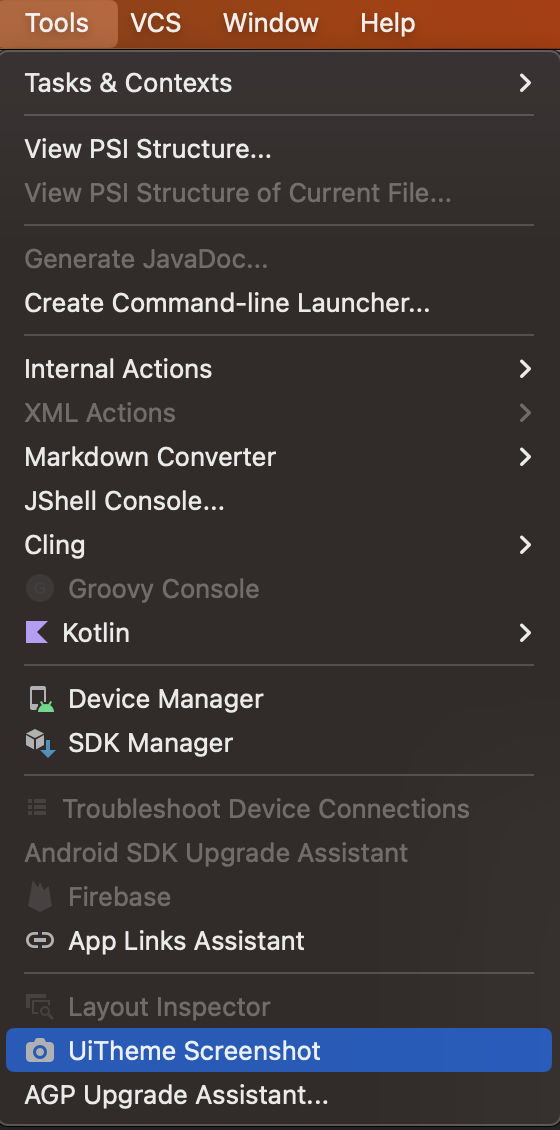 Tools VCS Window Help
Tasks & Contexts
View PSI Structure...
View PSI Structure of Current File...
Generate JavaDoc...
Create Command-line Launcher...
Internal Actions
XML Actions
Markdown Converter
JShell Console...
Cling
G Groovy Console
Kotlin
Device Manager
SDK Manager
Troubleshoot Device Connections
Android SDK Upgrade Assistant
Firebase
App Links Assistant
Layout Inspector
UiTheme Screenshot
AGP Upgrade Assistant...